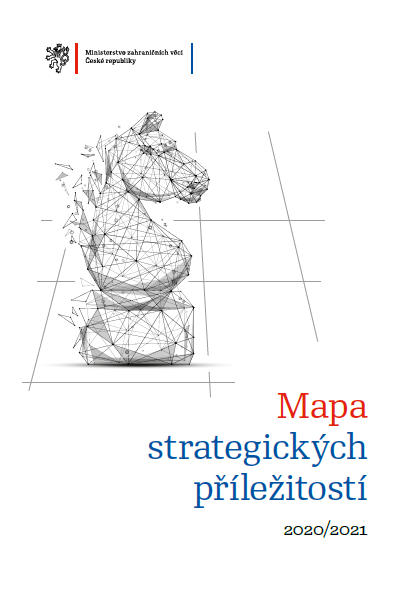 Ministerstvo zahraničních věcí
České republiky
Mapa
strategických
příležitostí
2020/2021